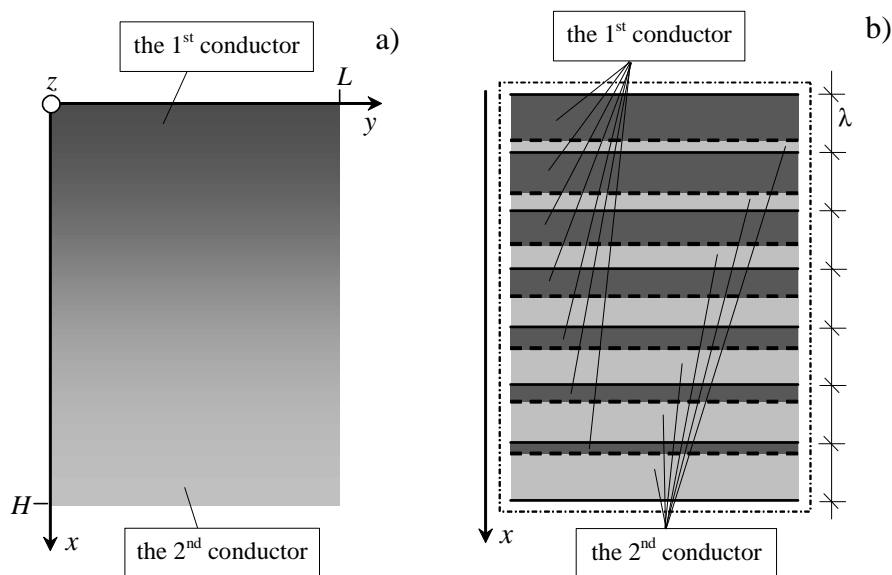 the 1st conductor
a)
z
L
y
H
x
the 2nd conductor
the 1st conductor
b)
λ
x
the 2nd conductor